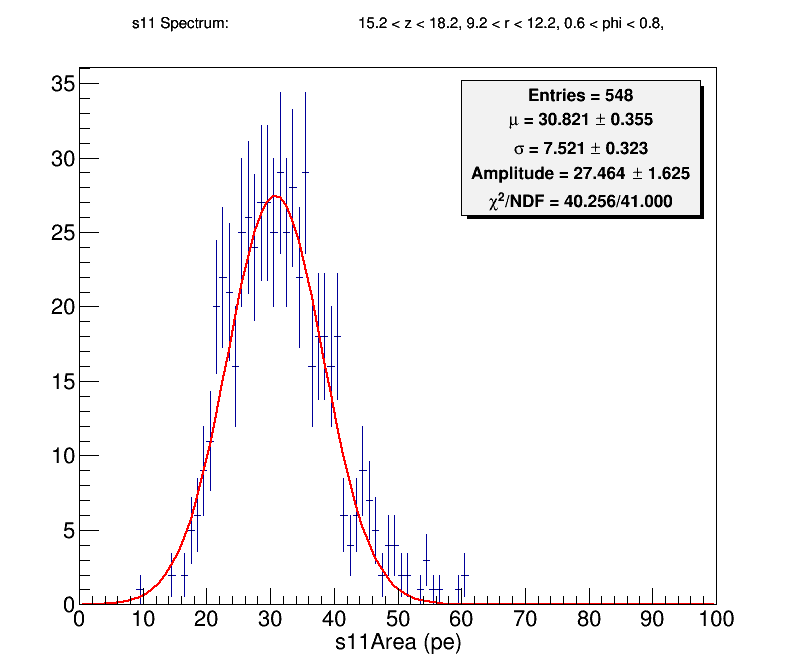 s11 Spectrum: 15.2 < z < 18.2, 9.2 < r < 12.2, 0.6 < phi < 0.8,
Entries = 548
μ = 30.821 ± 0.355
σ = 7.521 ± 0.323
Amplitude = 27.464 ± 1.625
χ²/NDF = 40.256/41.000
35
30
25
20
15
10
5
0
0 10 20 30 40 50 60 70 80 90 100
s11Area (pe)